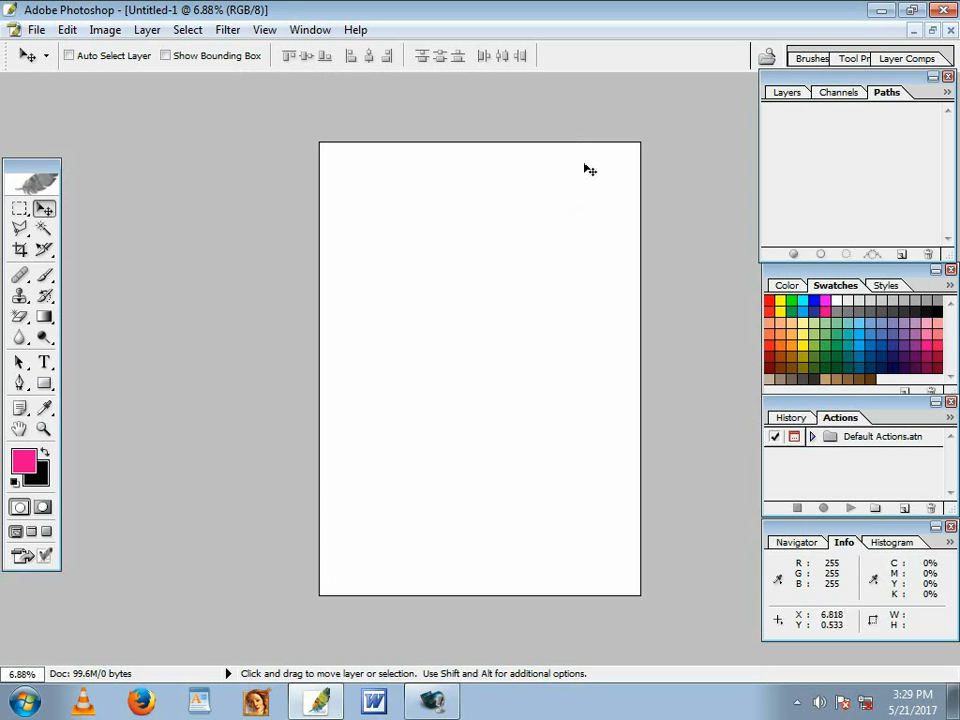 Adobe Photoshop - [Untitled-1 @ 6.88% (RGB/8)]
File Edit Image Layer Select Filter View Window Help
Auto Select Layer Show Bounding Box
Brushes Tool Pr Layer Comps
Layers Channels Paths
Color Swatches Styles
History Actions
Default Actions.atn
Navigator Info Histogram
R : 255 C : 0%
G : 255 M : 0%
B : 255 Y : 0%
K : 0%
X : 6.818 W :
Y : 0.533 H :
T
6.88% Doc: 99.6M/0 bytes Click and drag to move layer or selection. Use Shift and Alt for additional options.
W
3:29 PM
5/21/2017